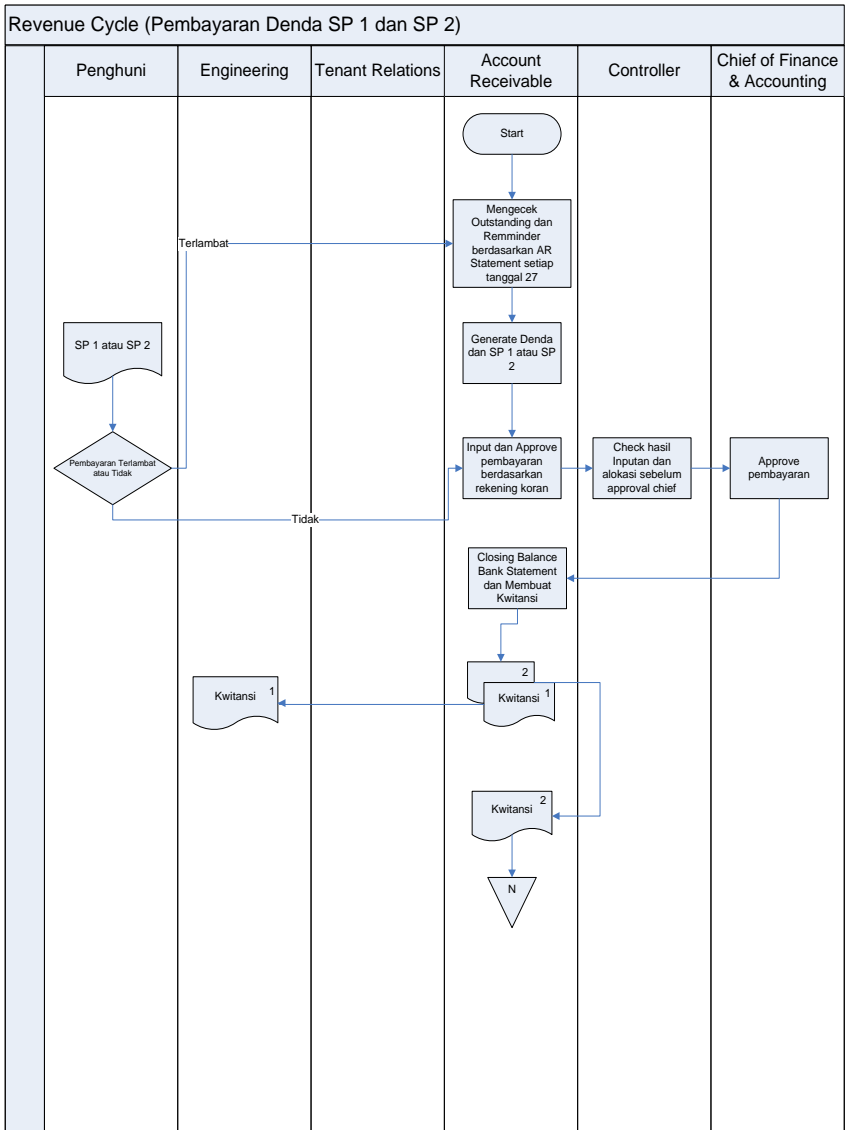 Revenue Cycle (Pembayaran Denda SP 1 dan SP 2)
Penghuni
Engineering
Tenant Relations
Account
Receivable
Controller
Chief of Finance
& Accounting
Start
Mengecek
Outstanding dan
Remminder
berdasarkan AR
Statement setiap
tanggal 27
Terlambat
SP 1 atau SP 2
Generate Denda
dan SP 1 atau SP
2
Pembayaran Terlambat
atau Tidak
Input dan Approve
pembayaran
berdasarkan
rekening koran
Check hasil
Inputan dan
alokasi sebelum
approval chief
Approve
pembayaran
Tidak
Closing Balance
Bank Statement
dan Membuat
Kwitansi
2
Kwitansi 1
Kwitansi 1
Kwitansi 2
N